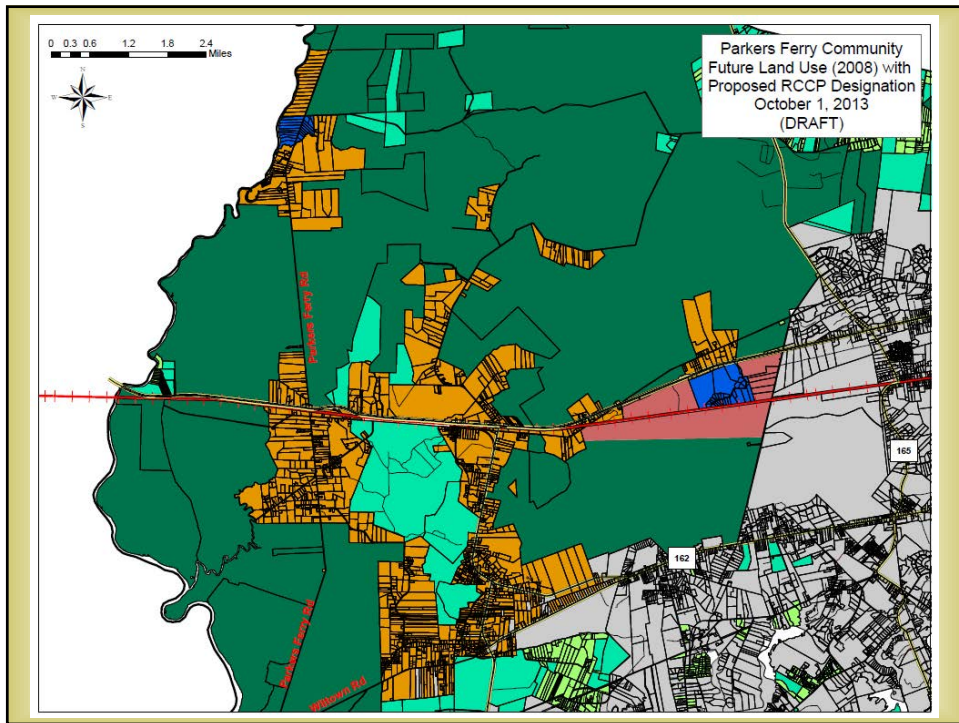 0 0.3 0.6 1.2 1.8 2.4
Miles
N
W E
S
Parkers Ferry Community
Future Land Use (2008) with
Proposed RCCP Designation
October 1, 2013
(DRAFT)
Parkers Ferry Rd
165
162
Parkers Ferry Rd
Willtown Rd